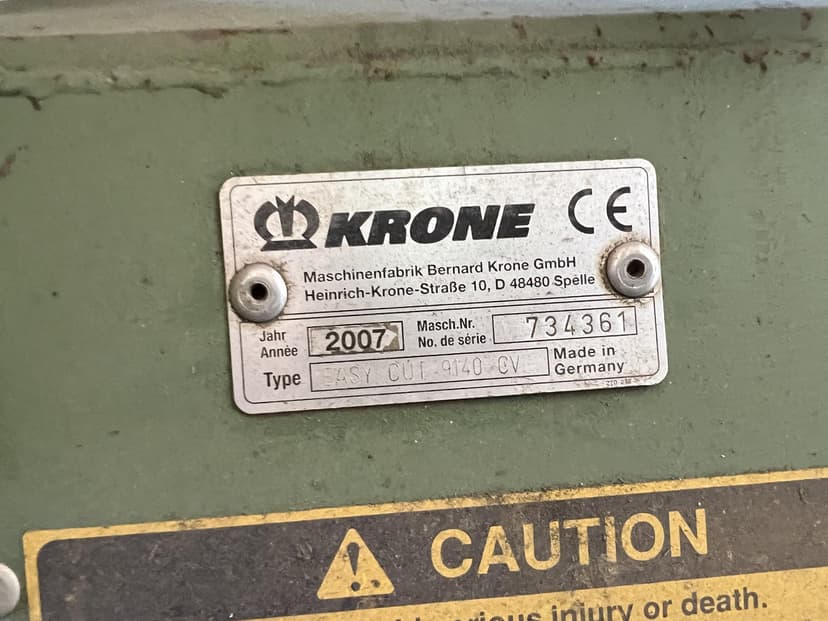 KRONE CE
Maschinenfabrik Bernard Krone GmbH
Heinrich-Krone-Straße 10, D 48480 Spelle
Jahr
Année
2007
Masch.Nr.
No. de série
734361
Type
EASY CUT 9140 CV
Made in
Germany
CAUTION
injury or death.